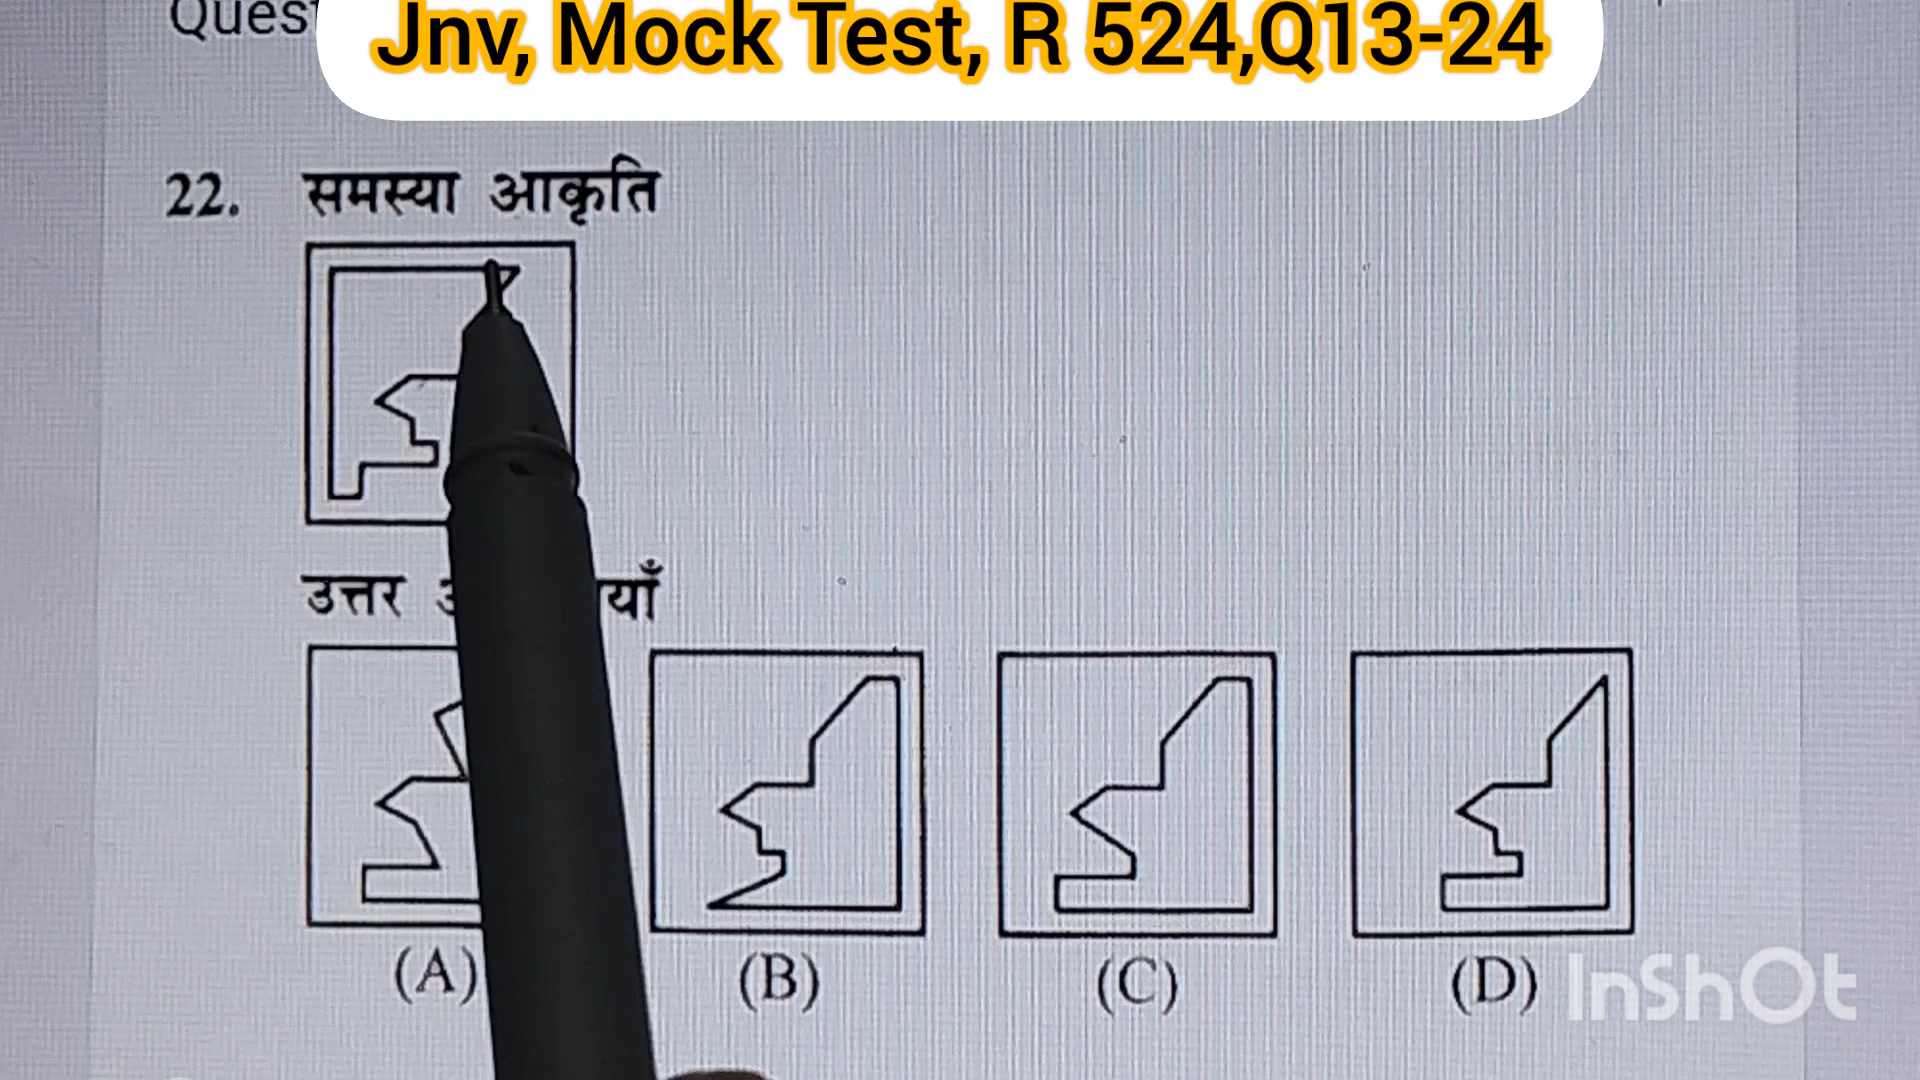 Jnv, Mock Test, R 524,Q13-24
22. समस्या आकृति
उत्तर
(A) (B) (C) (D)
InShOt